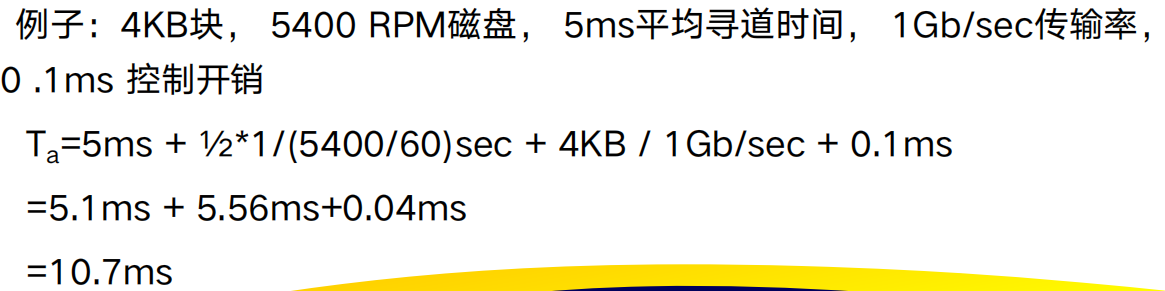 例子：4KB块， 5400 RPM磁盘， 5ms平均寻道时间， 1Gb/sec传输率，
0 .1ms 控制开销
Tₐ=5ms + ½*1/(5400/60)sec + 4KB / 1Gb/sec + 0.1ms
=5.1ms + 5.56ms+0.04ms
=10.7ms